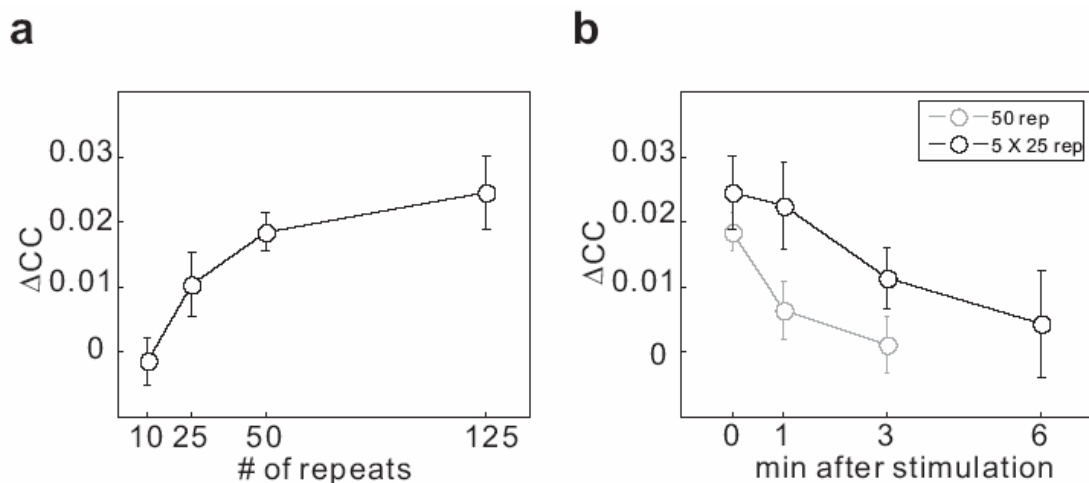 a
ΔCC
0.03
0.02
0.01
0
10 25 50 125
# of repeats
b
50 rep
5 X 25 rep
ΔCC
0.03
0.02
0.01
0
0 1 3 6
min after stimulation